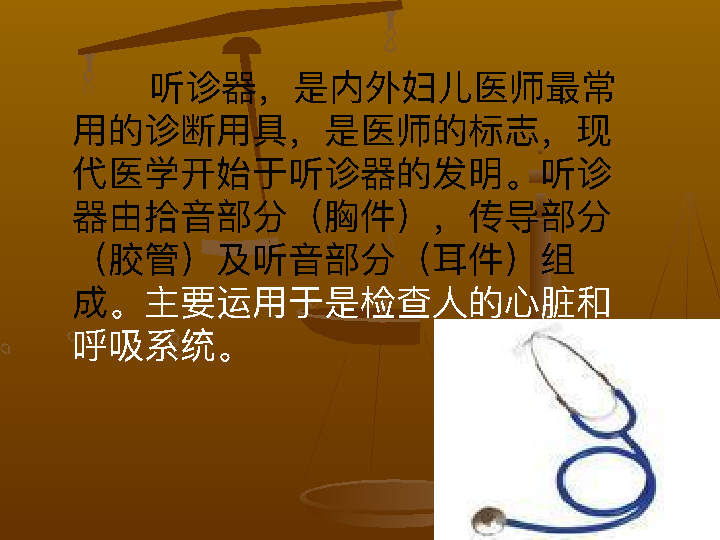 听诊器，是内外妇儿医师最常
用的诊断用具，是医师的标志，现
代医学开始于听诊器的发明。听诊
器由拾音部分（胸件），传导部分
（胶管）及听音部分（耳件）组
成。主要运用于是检查人的心脏和
呼吸系统。